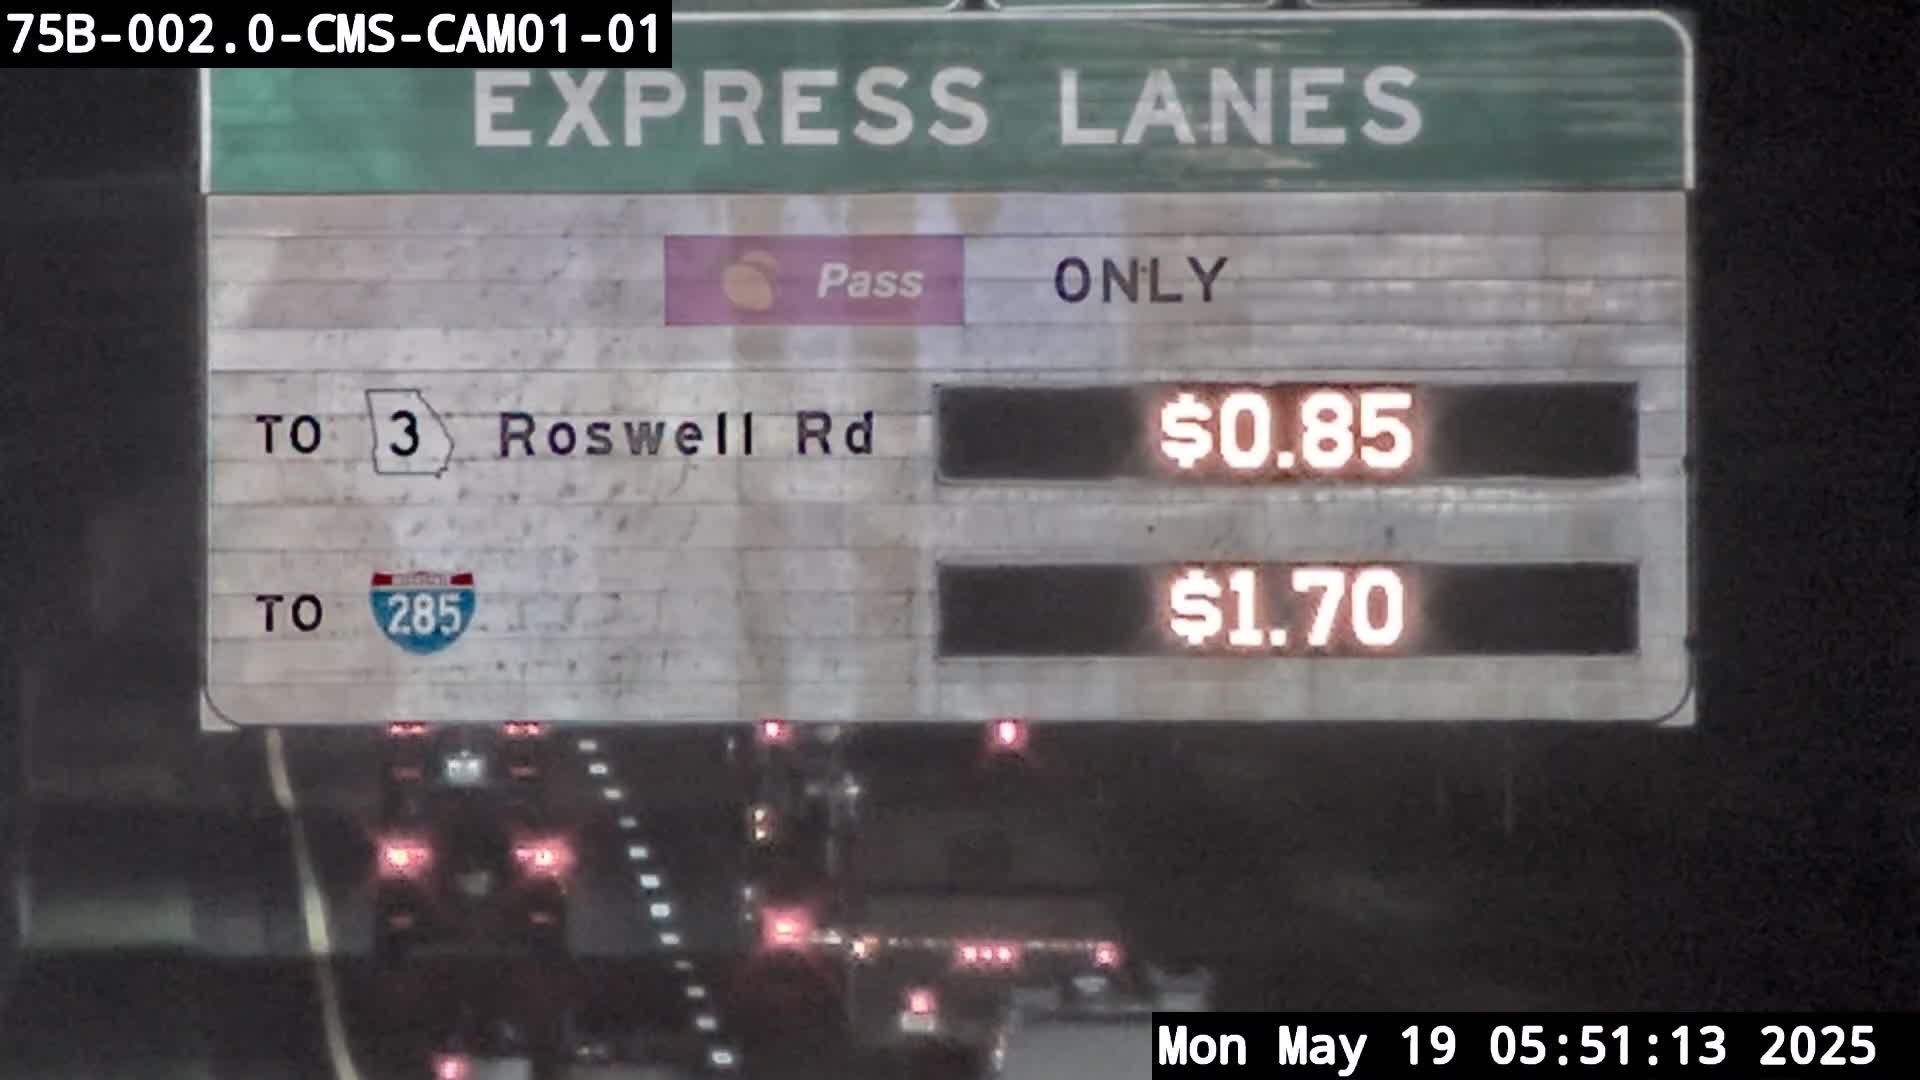 75B-002.0-CMS-CAM01-01
EXPRESS LANES
Pass ONLY
TO 3 Roswell Rd $0.85
TO 285 $1.70
Mon May 19 05:51:13 2025